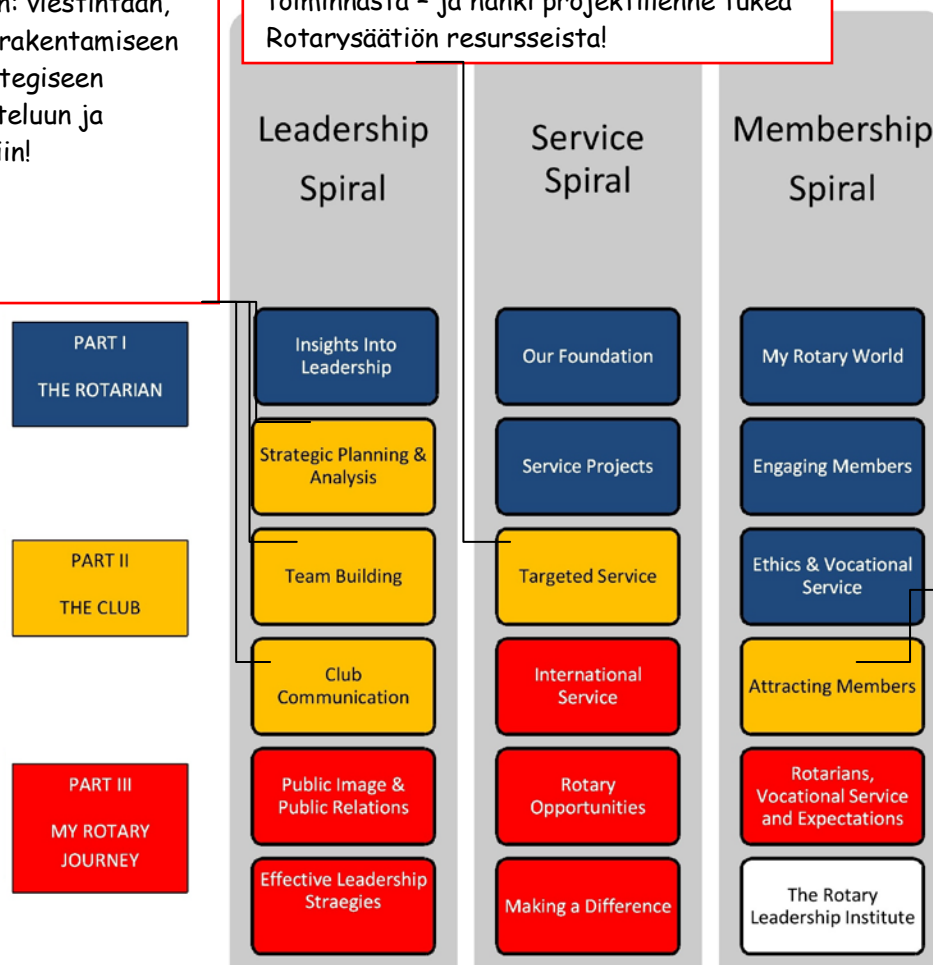 n: viestintään,
rakentamiseen
tegiseen
teluun ja
iin!
toiminnasta – ja hanki projektillenne tukea
Rotarysäätiön resursseista!
Leadership
Spiral
Service
Spiral
Membership
Spiral
PART I
THE ROTARIAN
PART II
THE CLUB
PART III
MY ROTARY
JOURNEY
Insights Into
Leadership
Strategic Planning &
Analysis
Team Building
Club
Communication
Public Image &
Public Relations
Effective Leadership
Straegies
Our Foundation
Service Projects
Targeted Service
International
Service
Rotary
Opportunities
Making a Difference
My Rotary World
Engaging Members
Ethics & Vocational
Service
Attracting Members
Rotarians,
Vocational Service
and Expectations
The Rotary
Leadership Institute